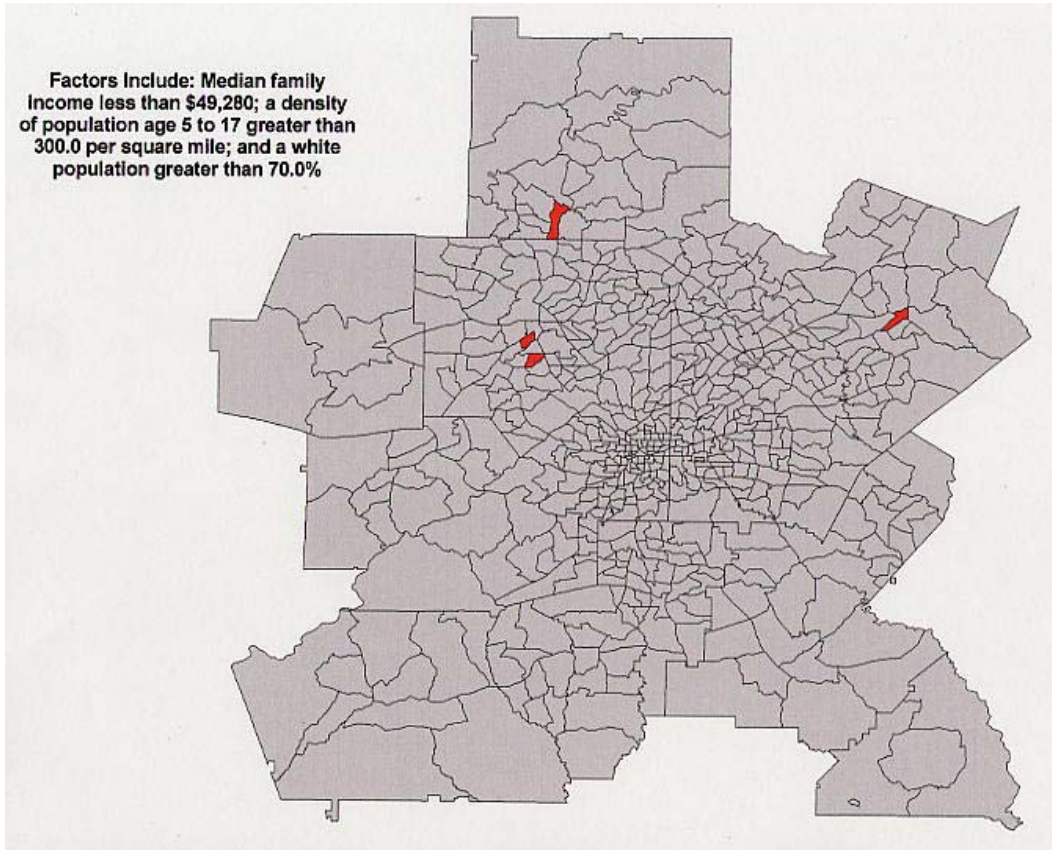 Factors Include: Median family
income less than $49,280; a density
of population age 5 to 17 greater than
300.0 per square mile; and a white
population greater than 70.0%